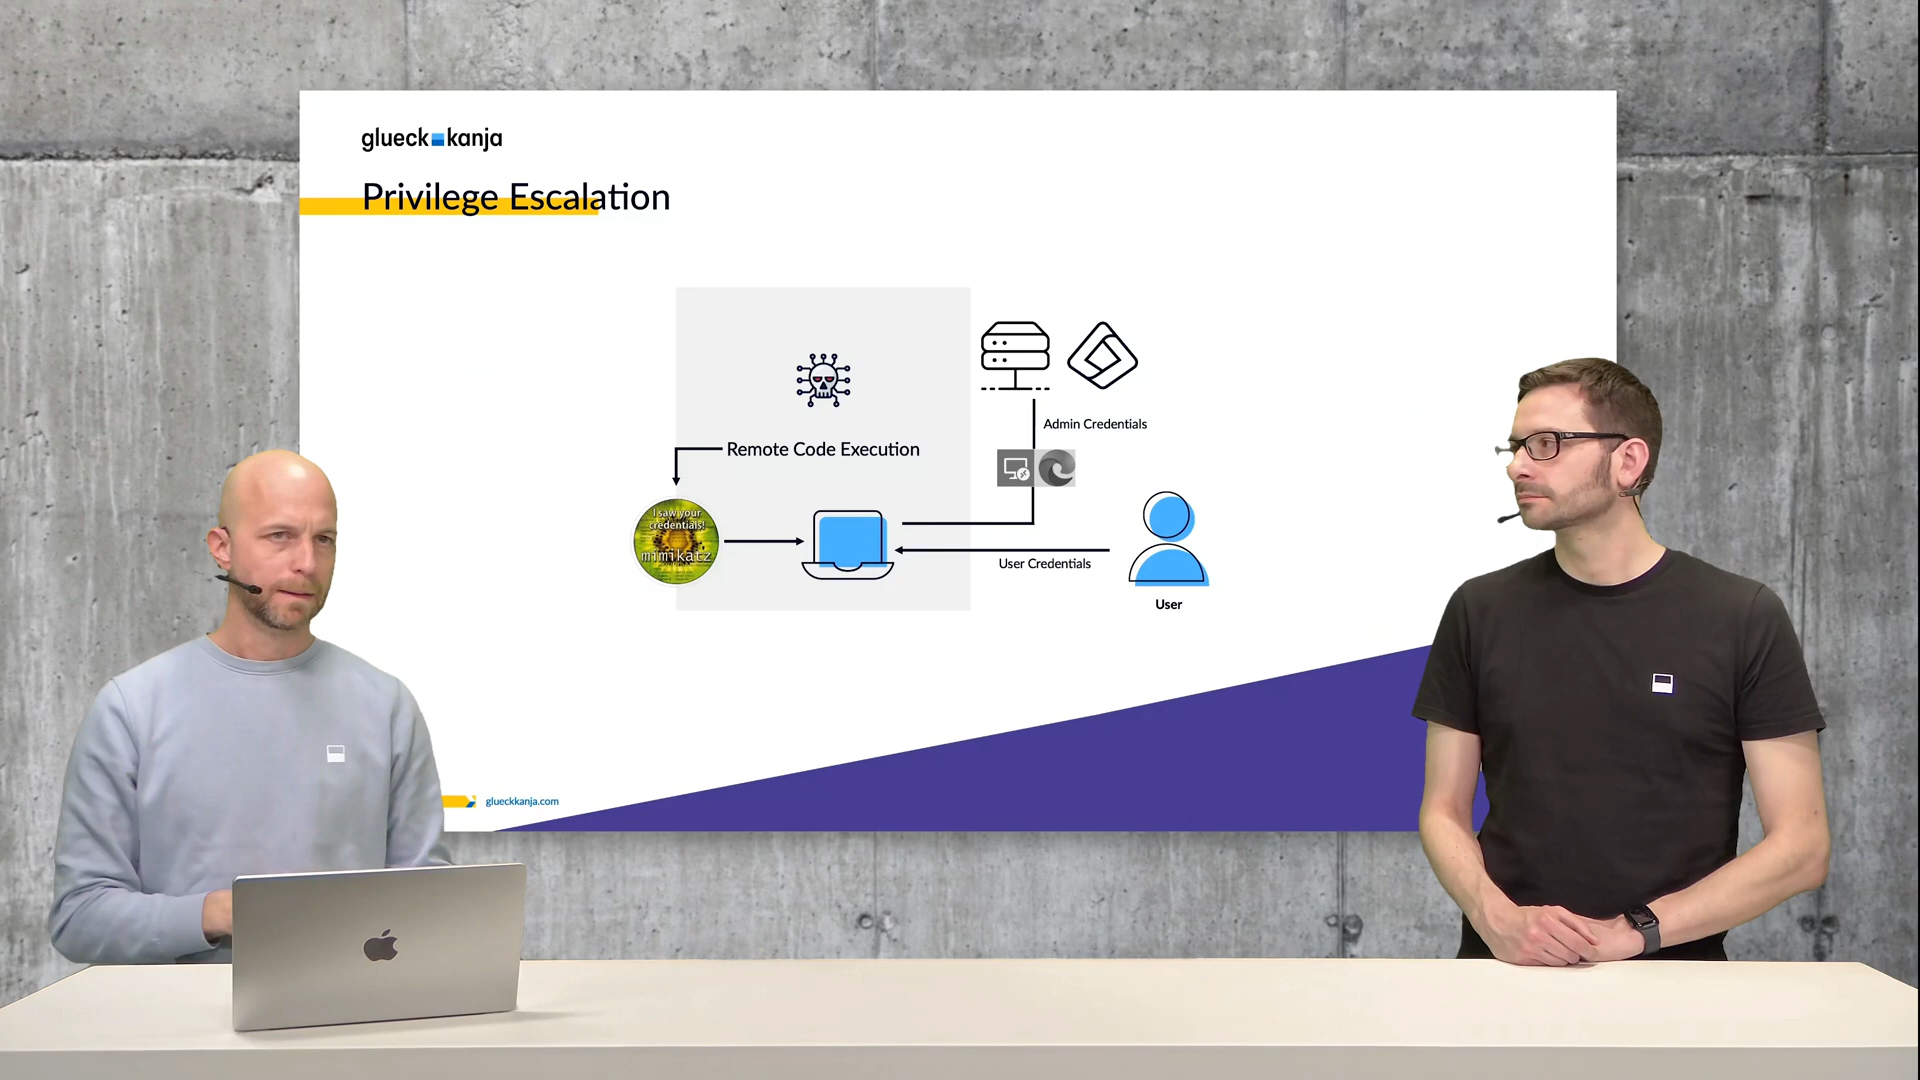 glueck kanja
Privilege Escalation
Admin Credentials
Remote Code Execution
I saw your
credentials!
mimikatz
User Credentials
User
glueckkanja.com